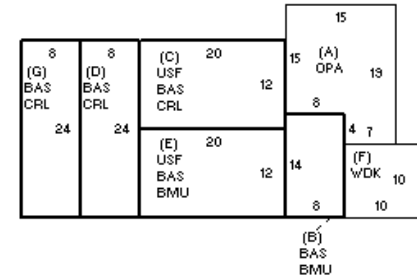 15
8
8
20
(C)
USF
BAS
CRL
15
(A)
OPA
19
(G)
BAS
CRL
(D)
BAS
CRL
12
8
24
24
(E)
USF
BAS
BMU
20
4
7
12
14
(F)
WDK
10
8
10
(B)
BAS
BMU